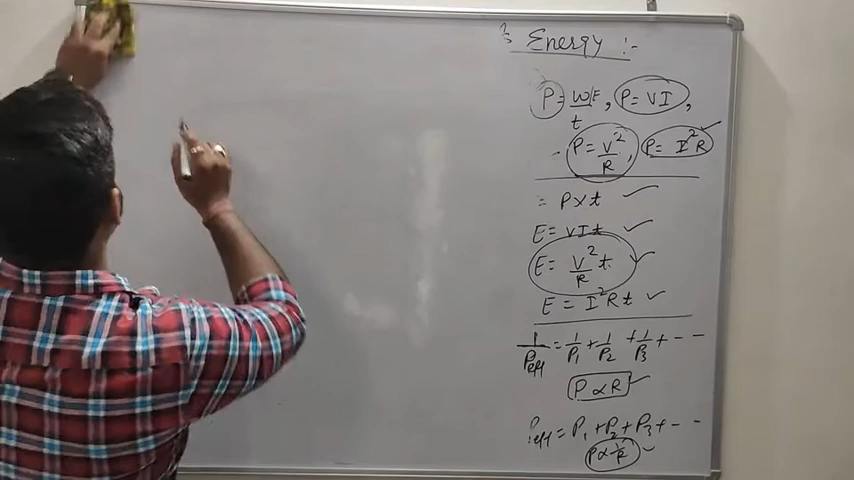 Energy :-
P = W/E / t , P = VI ,
P = V² / R , P = I²R
= P × t
E = VIt
E = V² / R t.
E = I²Rt
1/Peff = 1/P₁ + 1/P₂ + 1/P₃ + - - -
P ∝ R
Peff = P₁ + P₂ + P₃ + - - -
P ∝ 1/R